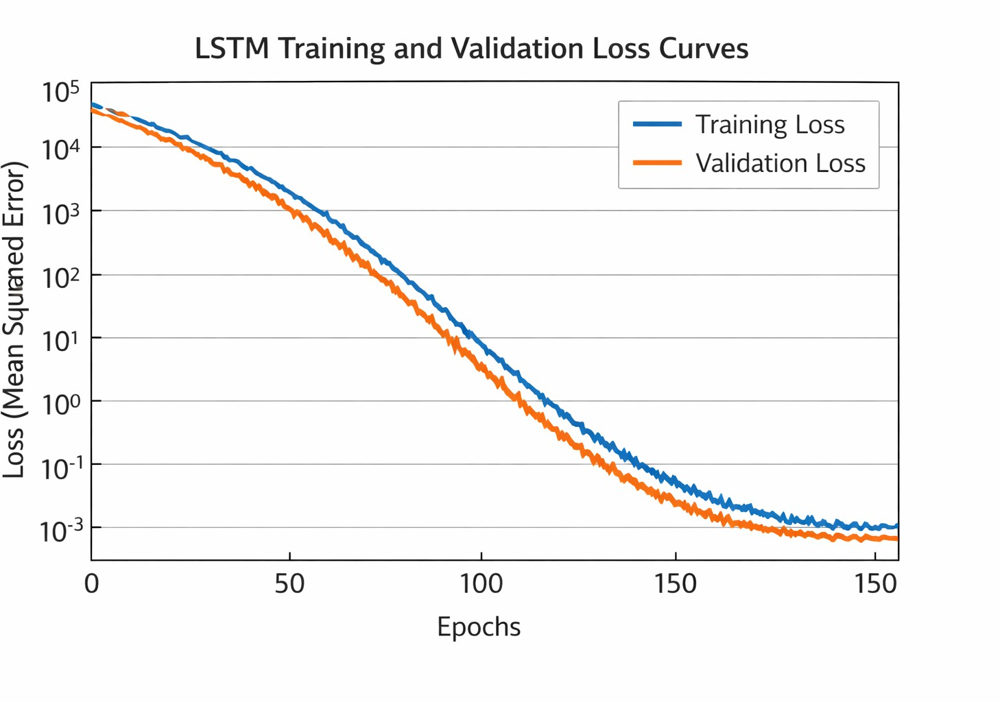 LSTM Training and Validation Loss Curves
10⁵
10⁴
10³
10²
10¹
10⁰
10⁻¹
10⁻³
Loss (Mean Squrned Error)
Training Loss
Validation Loss
0 50 100 150 150
Epochs